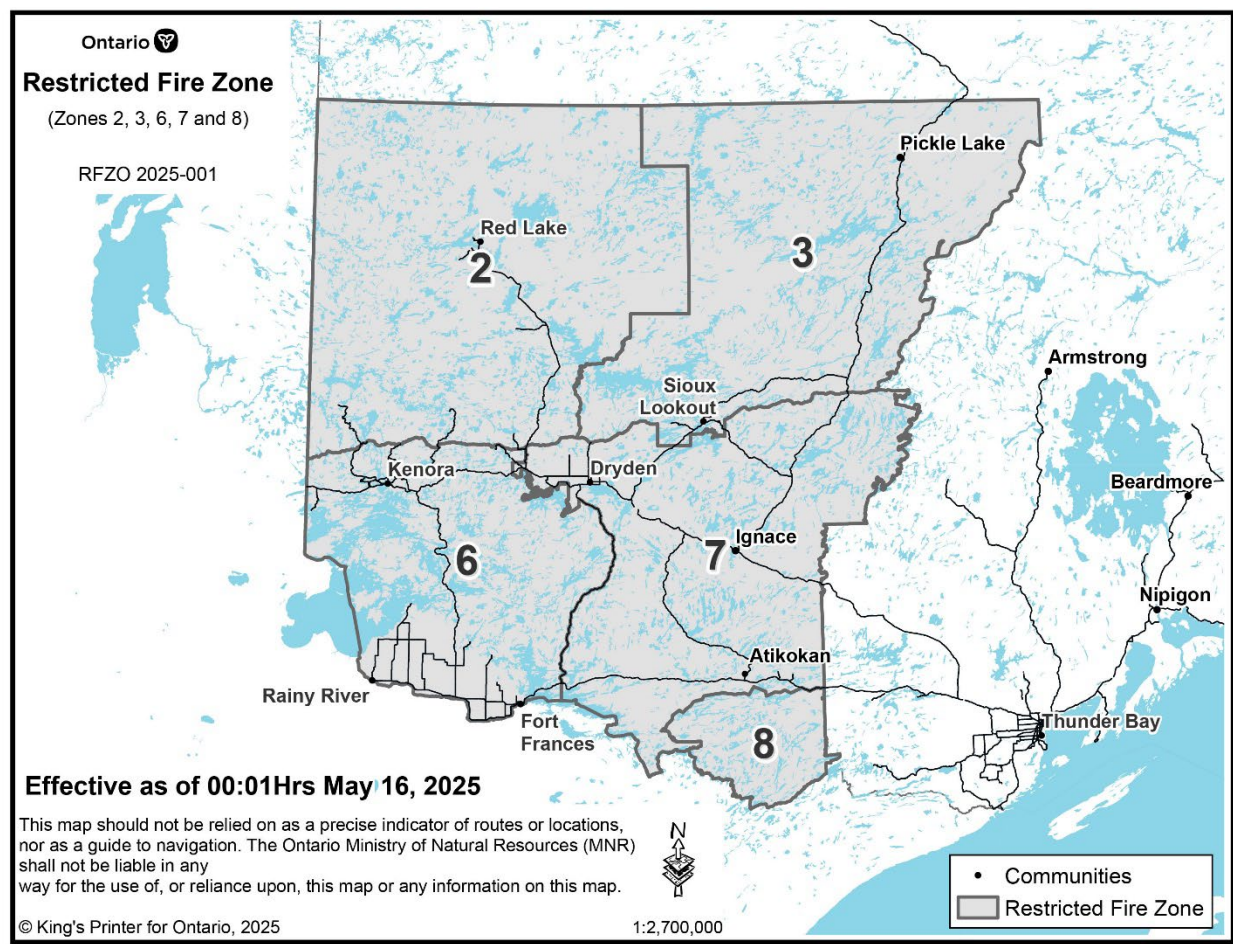 Ontario
Restricted Fire Zone
(Zones 2, 3, 6, 7 and 8)
RFZO 2025-001
Pickle Lake
Red Lake
2
3
Armstrong
Sioux
Lookout
Kenora
Dryden
Beardmore
6
7
Ignace
Nipigon
Atikokan
Rainy River
Fort
Frances
Thunder Bay
8
Effective as of 00:01Hrs May 16, 2025
This map should not be relied on as a precise indicator of routes or locations,
nor as a guide to navigation. The Ontario Ministry of Natural Resources (MNR)
shall not be liable in any
way for the use of, or reliance upon, this map or any information on this map.
N
Communities
Restricted Fire Zone
© King's Printer for Ontario, 2025
1:2,700,000